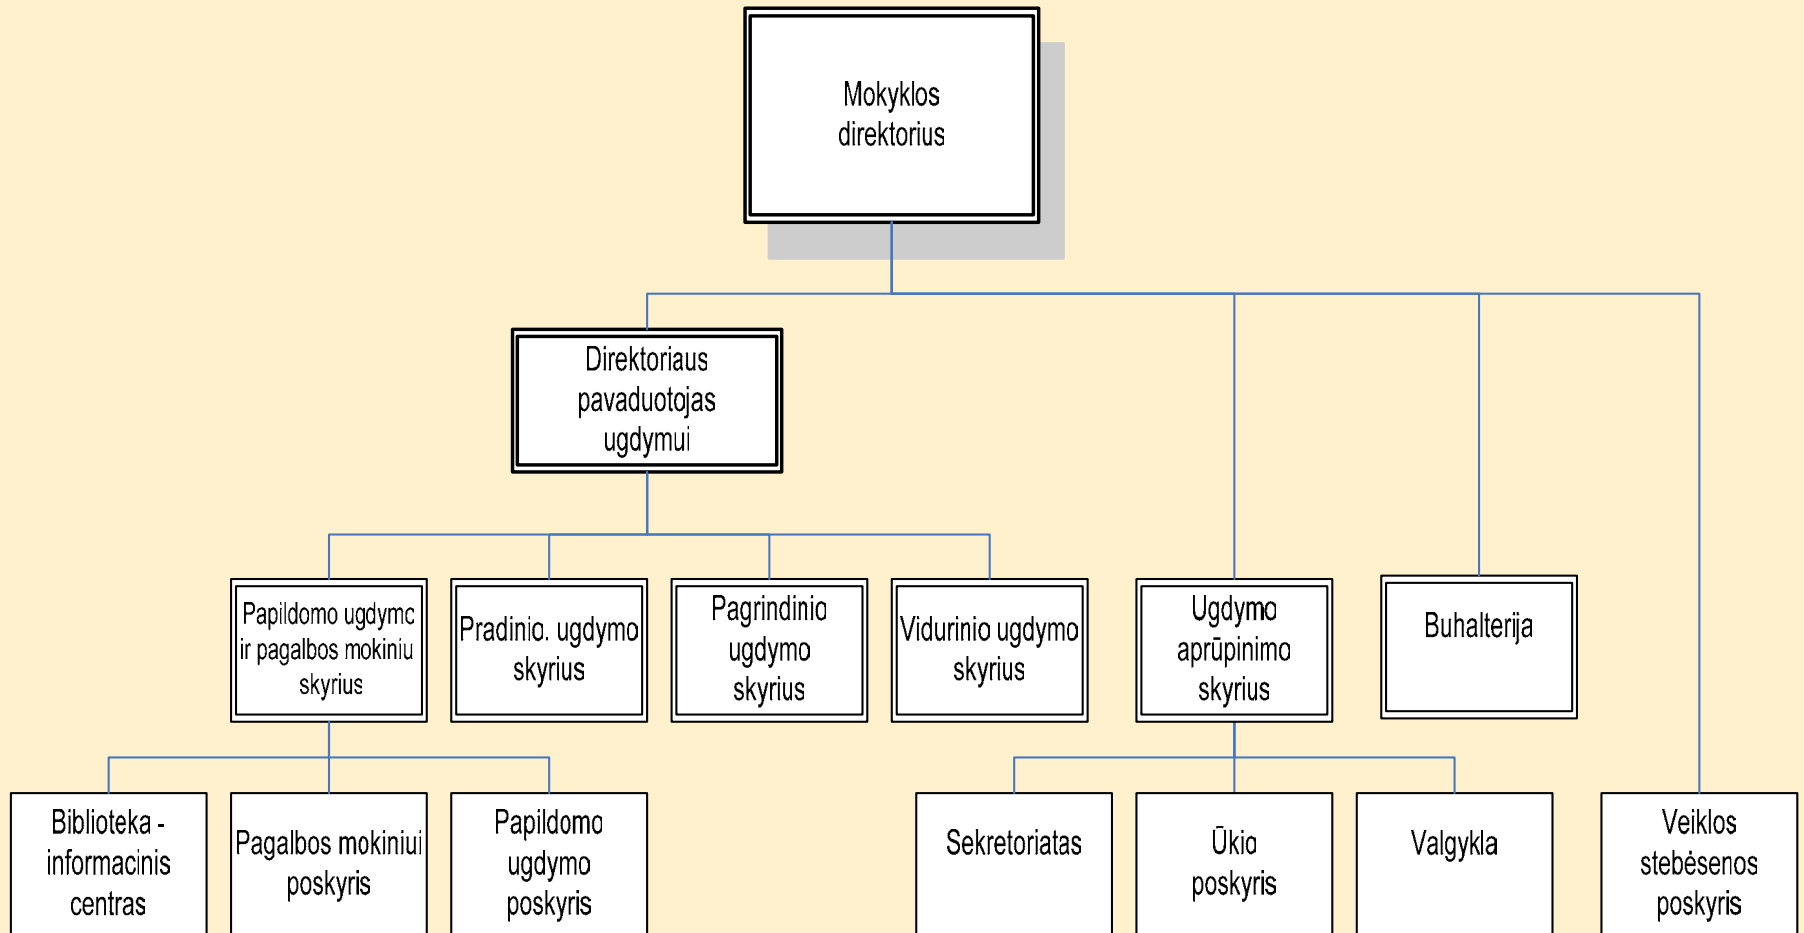 Mokyklos
direktorius
Direktoriaus
pavaduotojas
ugdymui
Papildomo ugdymo
ir pagalbos mokiniu
skyrius
Pradinio. ugdymo
skyrius
Pagrindinio
ugdymo
skyrius
Vidurinio ugdymo
skyrius
Ugdymo
aprūpinimo
skyrius
Buhalterija
Biblioteka -
informacinis
centras
Pagalbos mokiniui
poskyris
Papildomo
ugdymo
poskyris
Sekretoriatas
Ūkio
poskyris
Valgykla
Veiklos
stebėsenos
poskyris